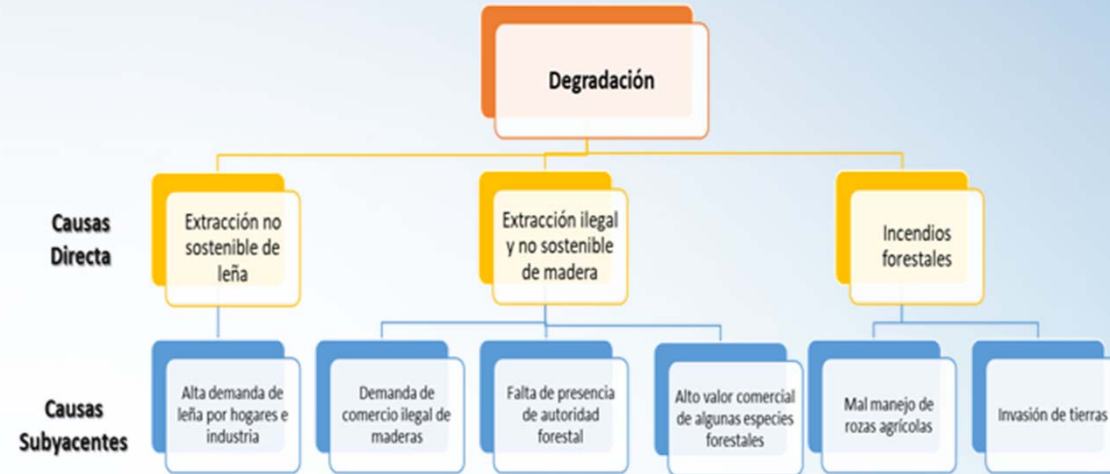 Degradación
Causas
Directa
Extracción no
sostenible de
leña
Extracción ilegal
y no sostenible
de madera
Incendios
forestales
Causas
Subyacentes
Alta demanda de
leña por hogares e
industria
Demanda de
comercio ilegal de
maderas
Falta de presencia
de autoridad
forestal
Alto valor comercial
de algunas especies
forestales
Mal manejo de
rozas agrícolas
Invasión de tierras